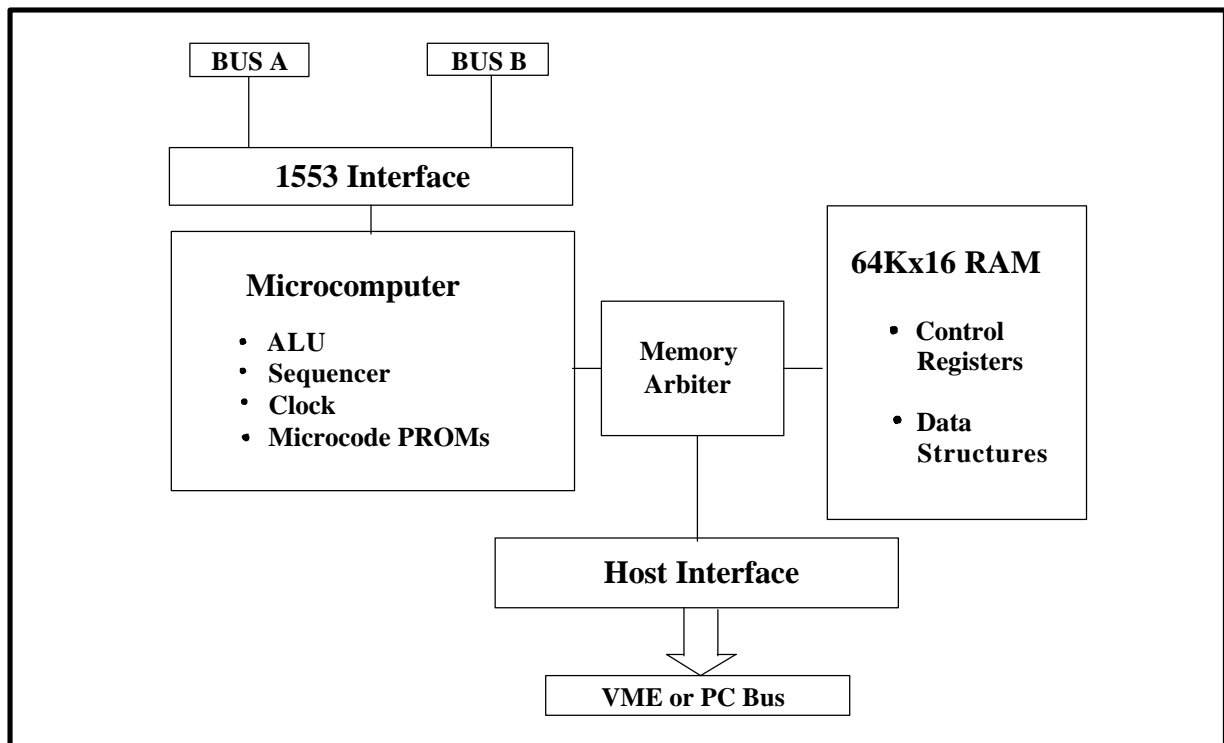 BUS A
BUS B
1553 Interface
Microcomputer
• ALU
• Sequencer
• Clock
• Microcode PROMs
Memory
Arbiter
64Kx16 RAM
• Control
Registers
• Data
Structures
Host Interface
VME or PC Bus